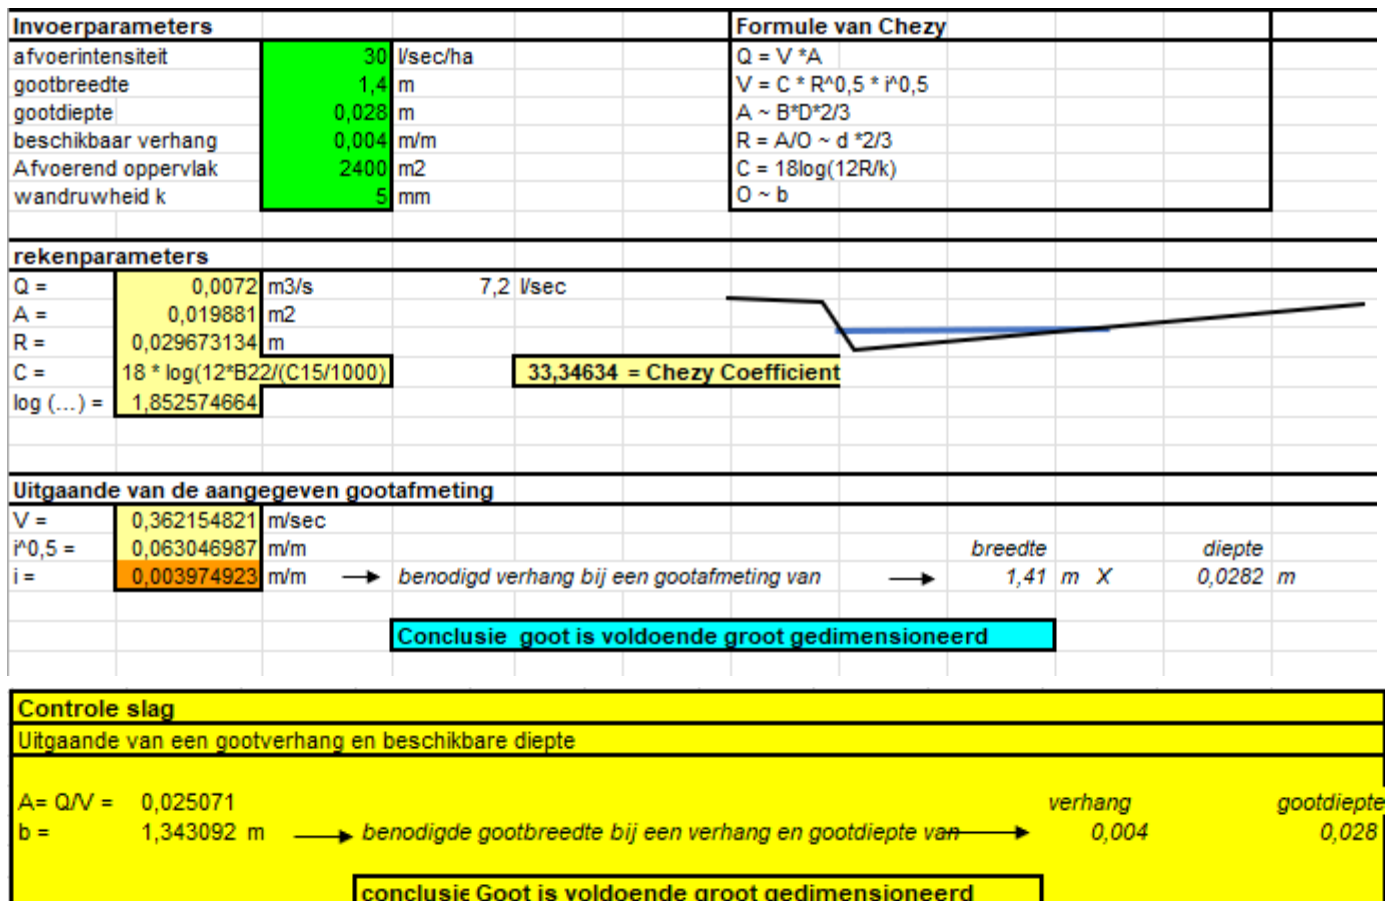 Invoerparameters Formule van Chezy
afvoerintensiteit 30 l/sec/ha Q = V *A
gootbreedte 1,4 m V = C * R^0,5 * i^0,5
gootdiepte 0,028 m A ~ B*D*2/3
beschikbaar verhang 0,004 m/m R = A/O ~ d *2/3
Afvoerend oppervlak 2400 m2 C = 18log(12R/k)
wandruwheid k 5 mm O ~ b
rekenparameters
Q = 0,0072 m3/s 7,2 l/sec
A = 0,019881 m2
R = 0,029673134 m
C = 18 * log(12*B22/(C15/1000) 33,34634 = Chezy Coefficient
log (...) = 1,852574664
Uitgaande van de aangegeven gootafmeting
V = 0,362154821 m/sec
i^0,5 = 0,063046987 m/m breedte diepte
i = 0,003974923 m/m benodigd verhang bij een gootafmeting van 1,41 m X 0,0282 m
Conclusie goot is voldoende groot gedimensioneerd
Controle slag
Uitgaande van een gootverhang en beschikbare diepte
A= Q/V = 0,025071 verhang gootdiepte
b = 1,343092 m benodigde gootbreedte bij een verhang en gootdiepte van 0,004 0,028
conclusie Goot is voldoende groot gedimensioneerd